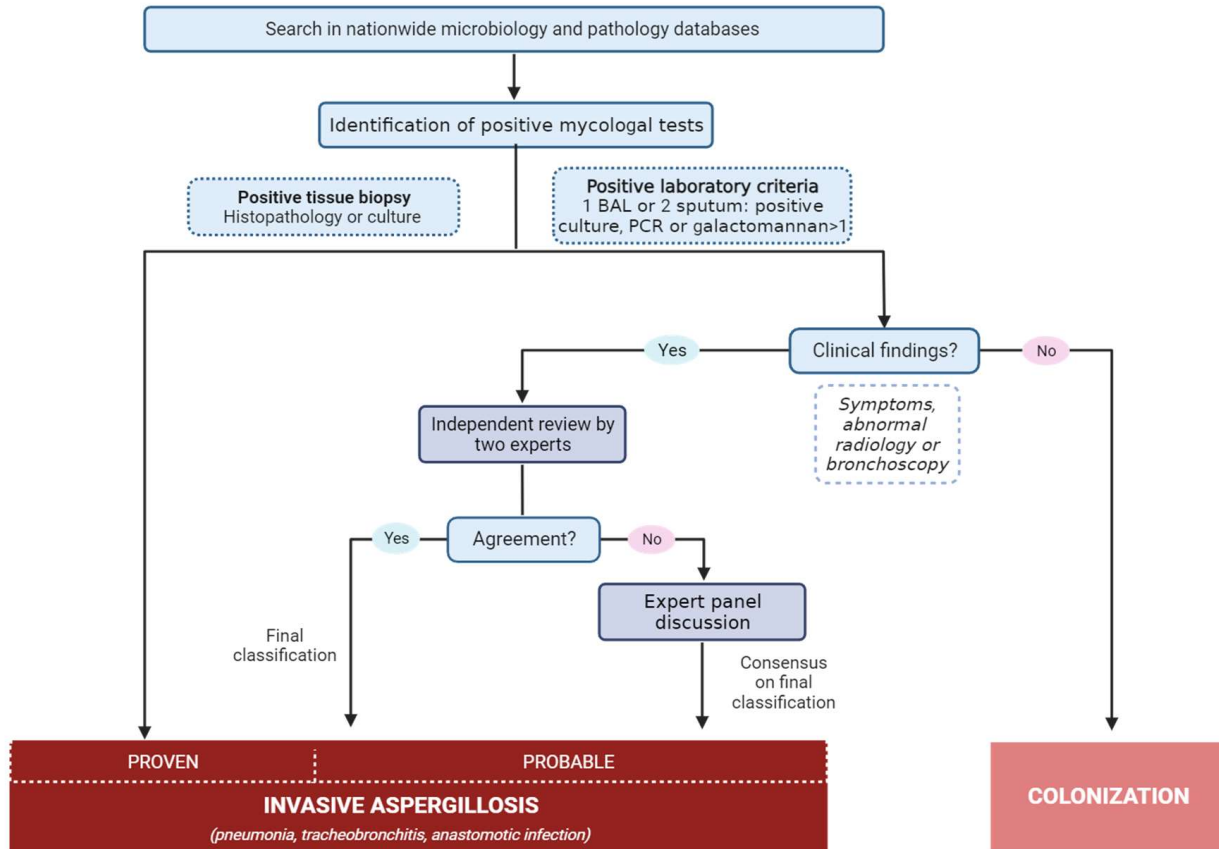 Search in nationwide microbiology and pathology databases
Identification of positive mycologal tests
Positive tissue biopsy
Histopathology or culture
Positive laboratory criteria
1 BAL or 2 sputum: positive
culture, PCR or galactomannan>1
Yes
Clinical findings?
No
Symptoms,
abnormal
radiology or
bronchoscopy
Independent review by
two experts
Yes
Agreement?
No
Expert panel
discussion
Final
classification
Consensus
on final
classification
PROVEN
PROBABLE
INVASIVE ASPERGILLOSIS
(pneumonia, tracheobronchitis, anastomotic infection)
COLONIZATION